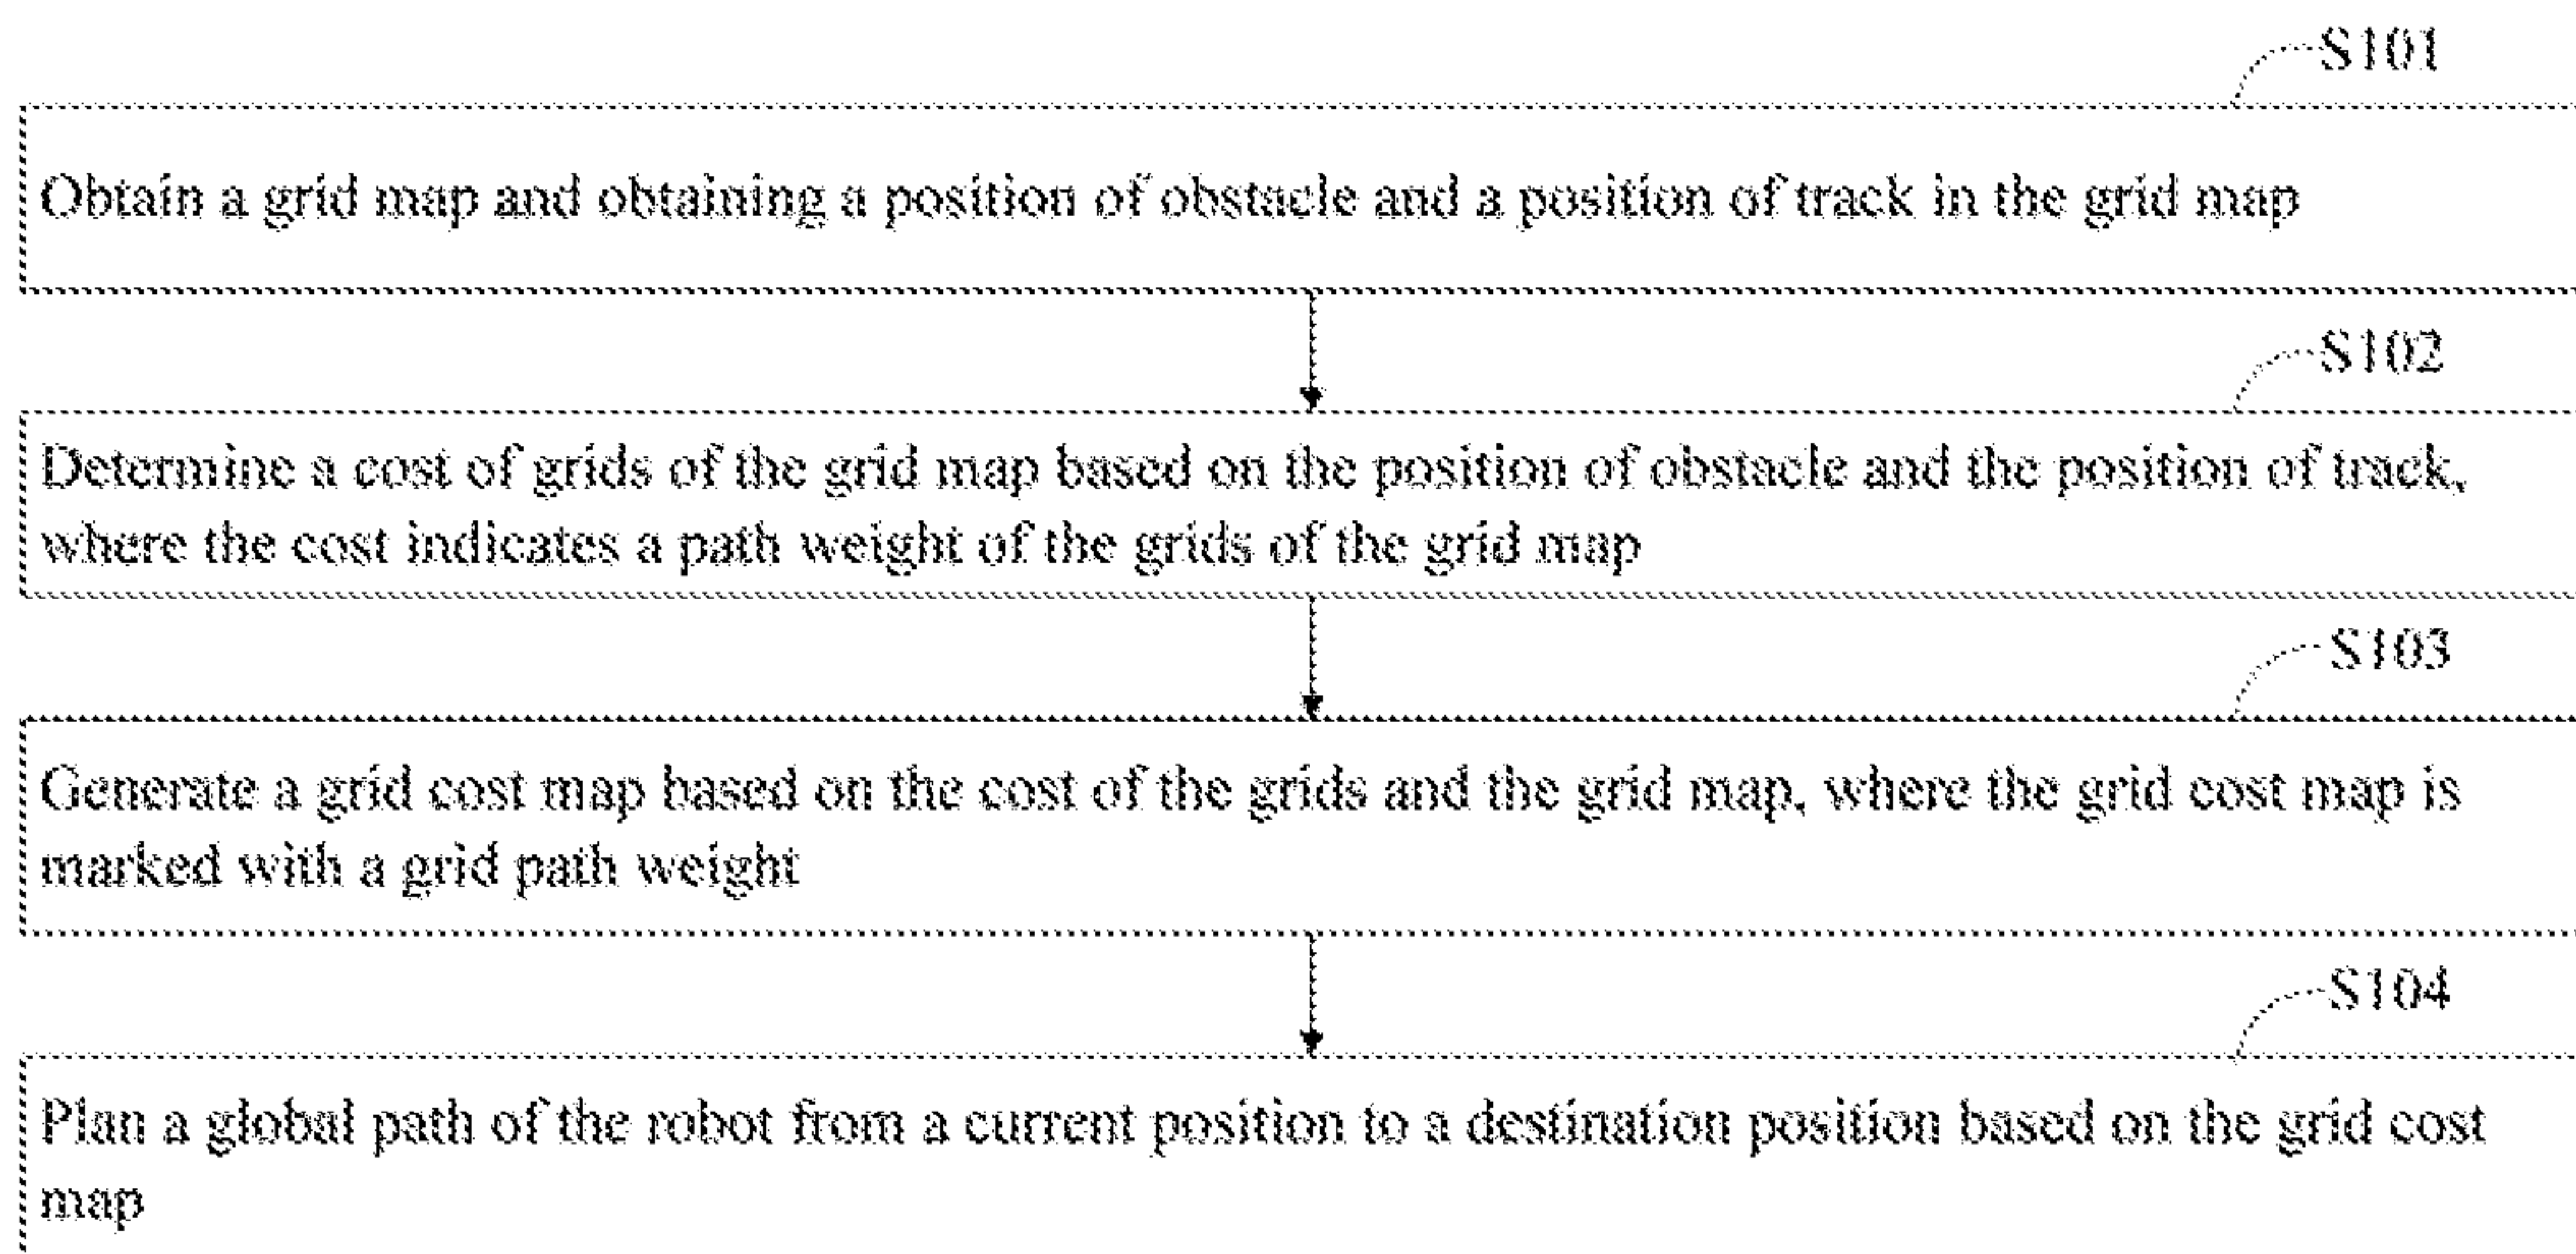 S101
Obtain a grid map and obtaining a position of obstacle and a position of track in the grid map
S102
Determine a cost of grids of the grid map based on the position of obstacle and the position of track,
where the cost indicates a path weight of the grids of the grid map
S103
Generate a grid cost map based on the cost of the grids and the grid map, where the grid cost map is
marked with a grid path weight
S104
Plan a global path of the robot from a current position to a destination position based on the grid cost
map